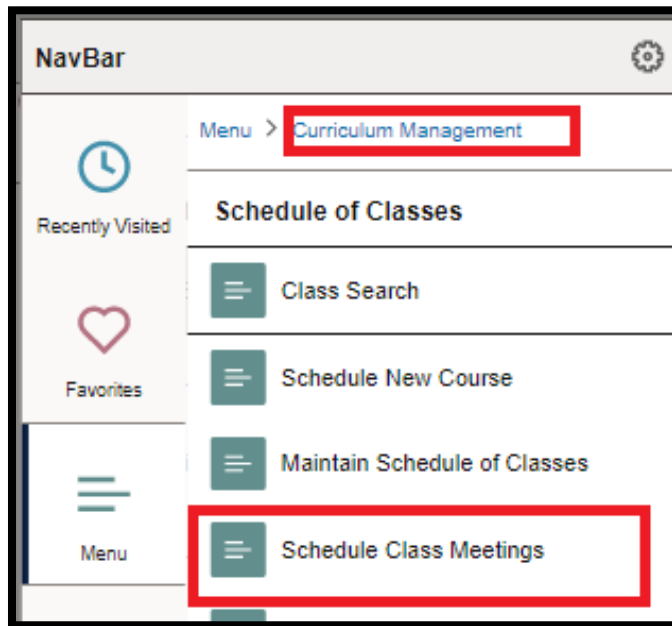 NavBar
Menu > Curriculum Management
Recently Visited
Schedule of Classes
Class Search
Favorites
Schedule New Course
Maintain Schedule of Classes
Menu
Schedule Class Meetings